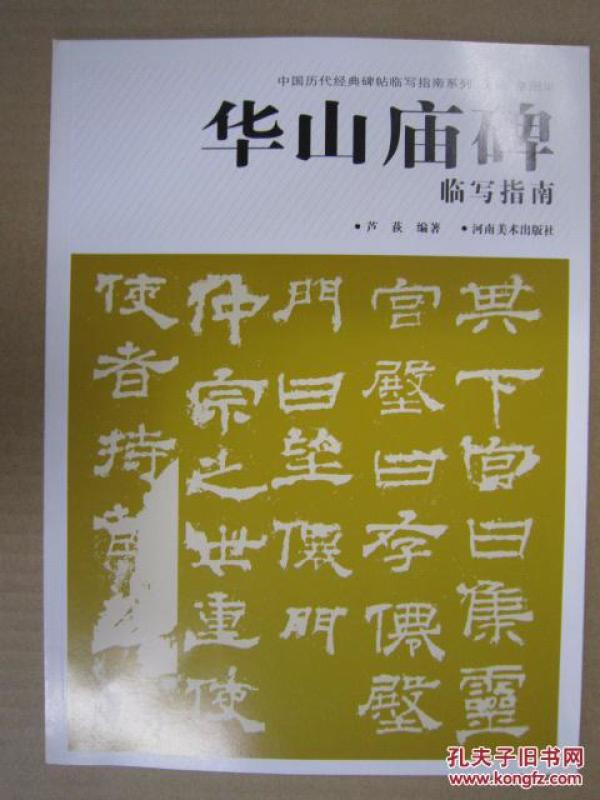 中国历代经典碑帖临写指南系列
华山庙碑
临写指南
•芦荻 编著 •河南美术出版社
其下宫曰集靈
宫殿曰存僊殿
門曰望僊門
仲宗之世重使
使者持節
孔夫子旧书网
www.kongfz.com